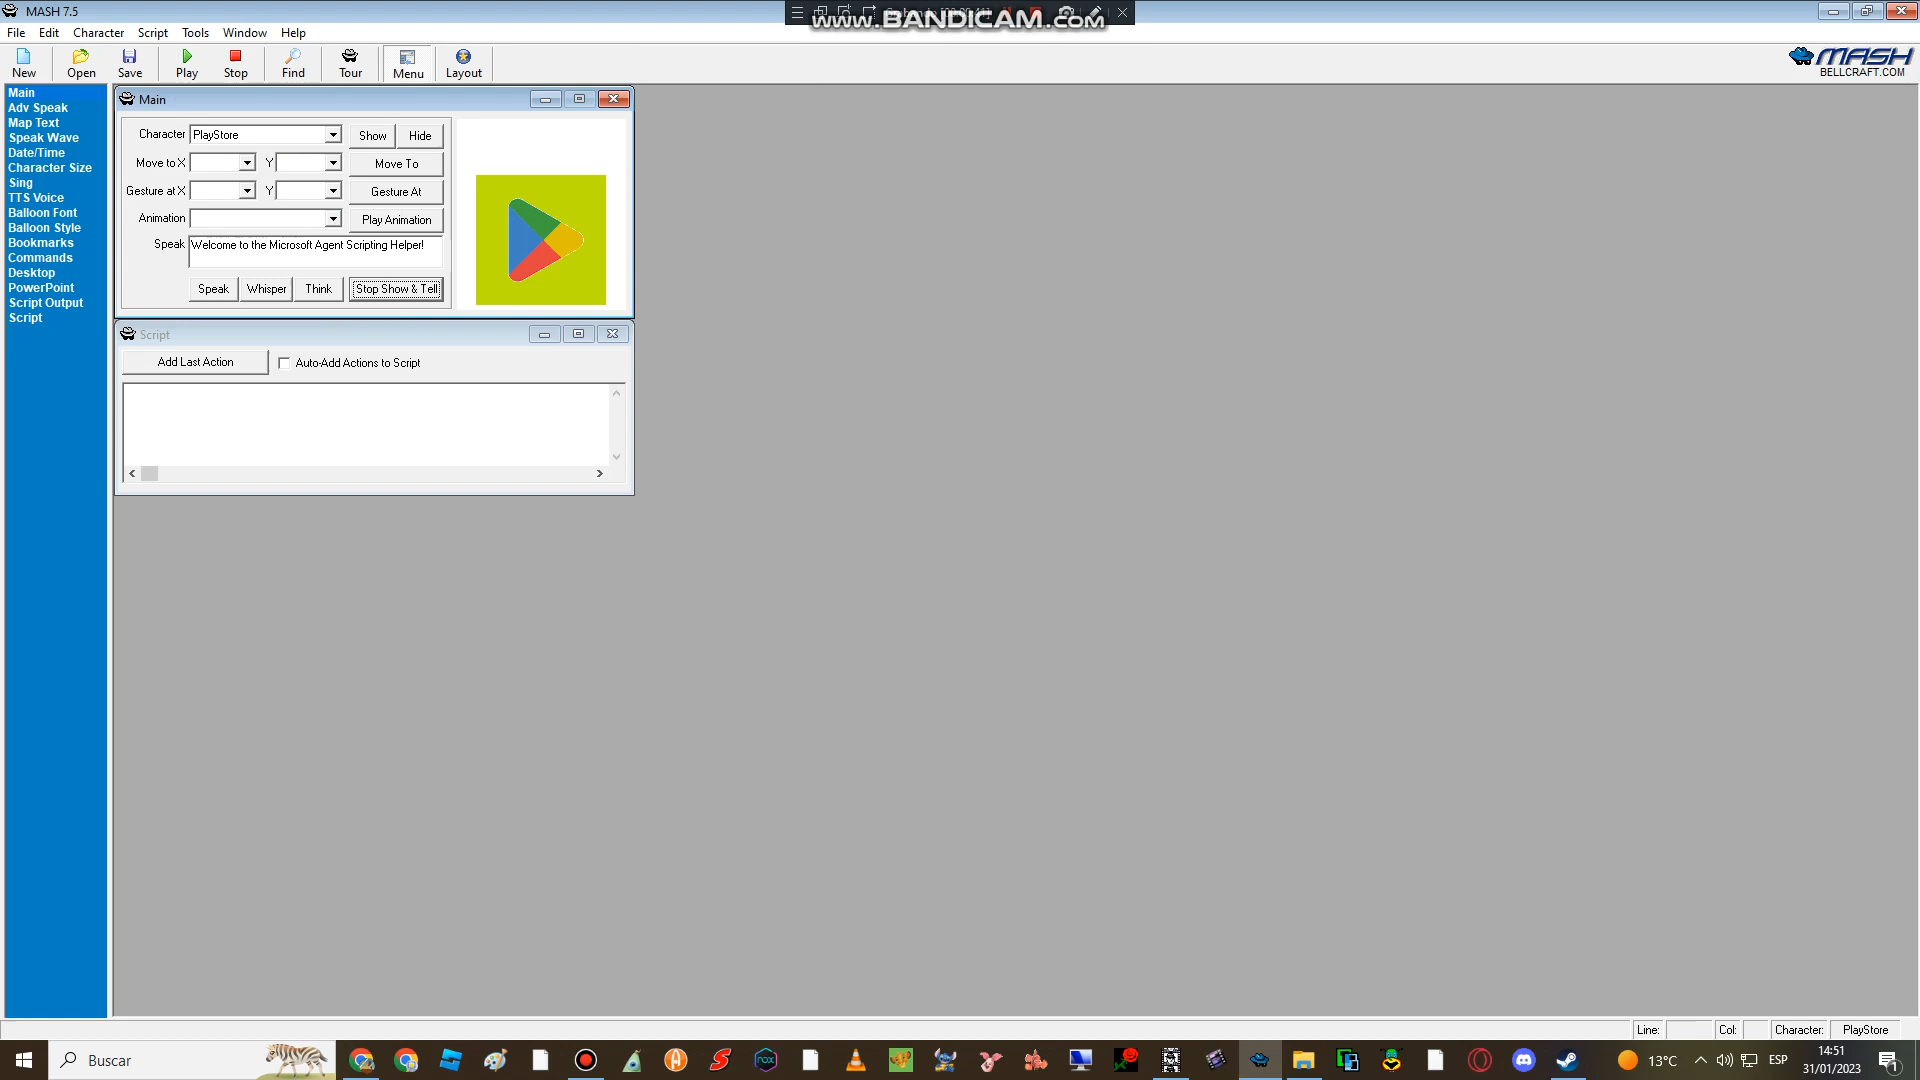 MASH 7.5
www.BANDICAM.com
File Edit Character Script Tools Window Help
New Open Save Play Stop Find Tour Menu Layout
MASH
BELLCRAFT.COM
Main
Adv Speak
Map Text
Speak Wave
Date/Time
Character Size
Sing
TTS Voice
Balloon Font
Balloon Style
Bookmarks
Commands
Desktop
PowerPoint
Script Output
Script
Main
Character PlayStore Show Hide
Move to X Y Move To
Gesture at X Y Gesture At
Animation Play Animation
Speak Welcome to the Microsoft Agent Scripting Helper!
Speak Whisper Think Stop Show & Tell
Script
Add Last Action Auto-Add Actions to Script
Line: Col: Character: PlayStore
Buscar
nox
13°C ESP
14:51
31/01/2023
1